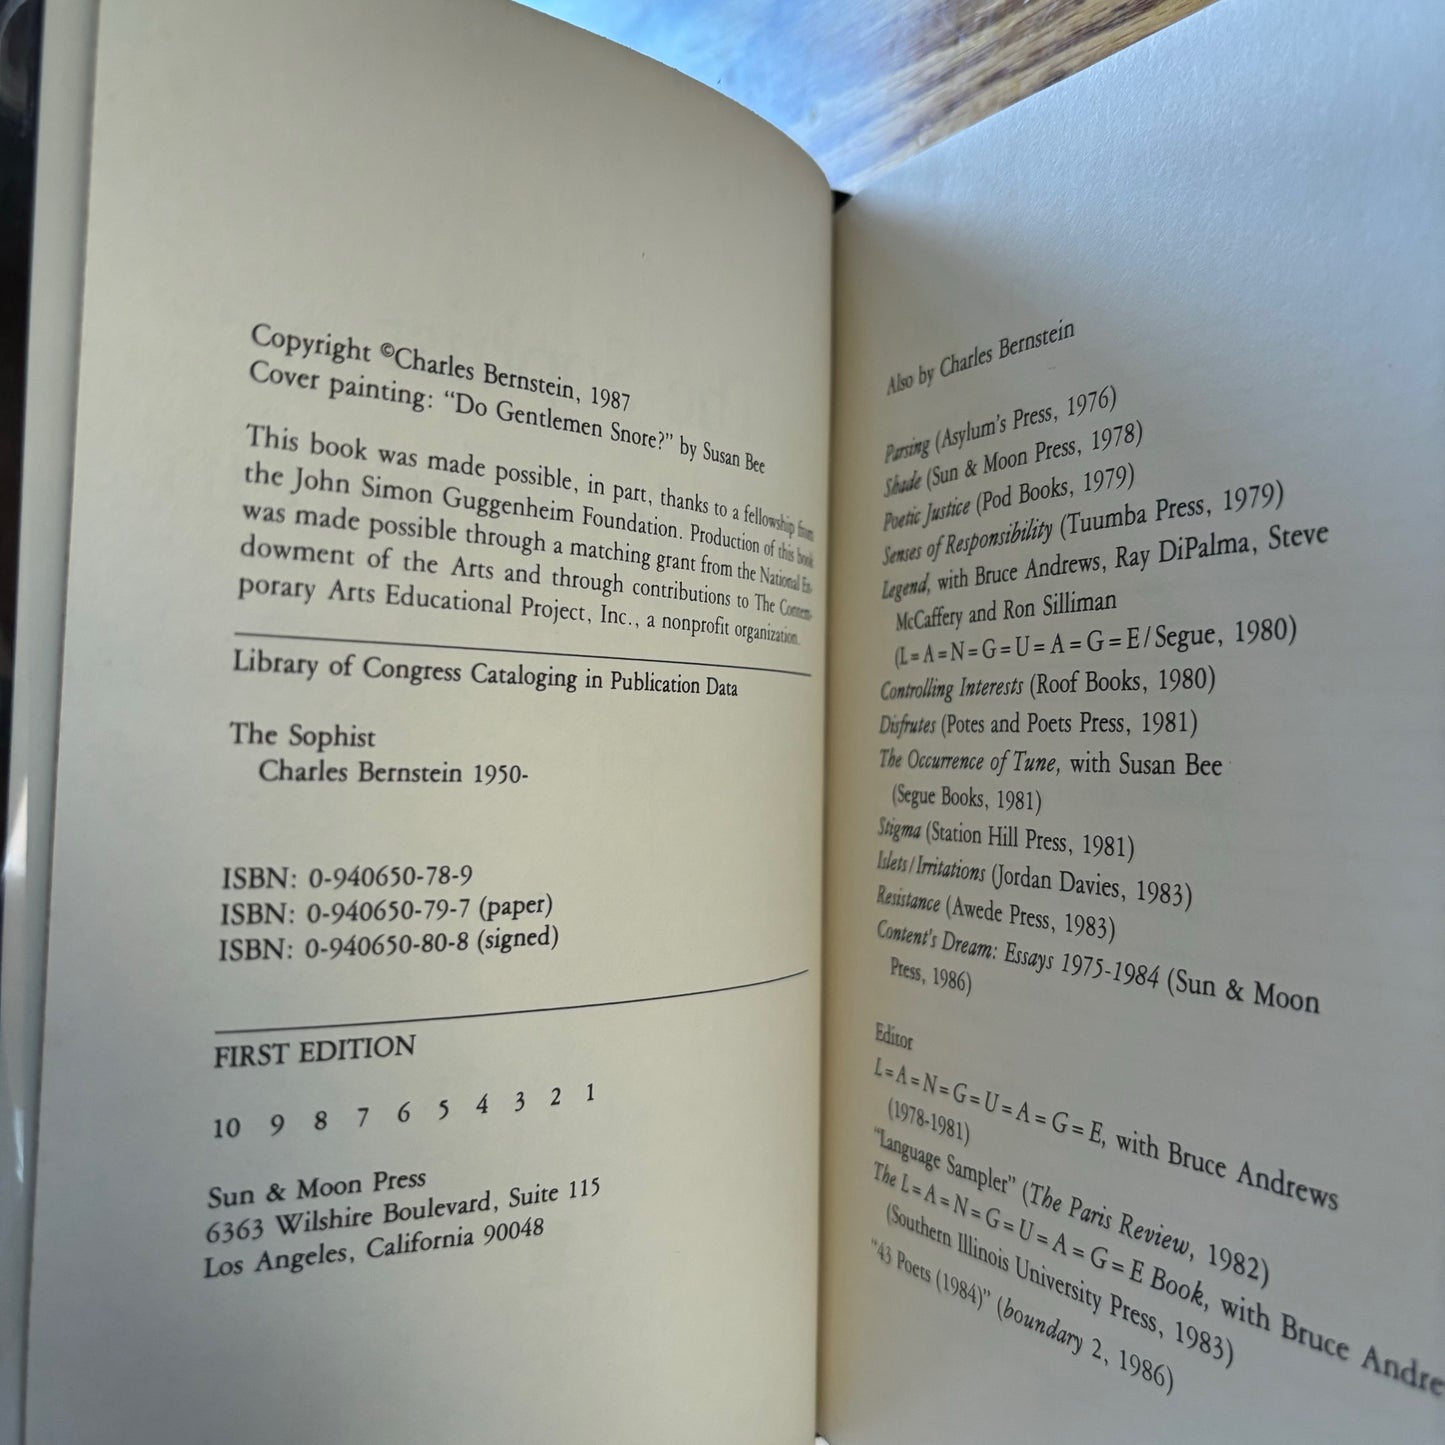 Copyright ©Charles Bernstein, 1987
Cover painting: "Do Gentlemen Snore?" by Susan Bee
This book was made possible, in part, thanks to a fellowship from
the John Simon Guggenheim Foundation. Production of this book
was made possible through a matching grant from the National En-
dowment of the Arts and through contributions to The Contem-
porary Arts Educational Project, Inc., a nonprofit organization.
Library of Congress Cataloging in Publication Data
The Sophist
Charles Bernstein 1950-
ISBN: 0-940650-78-9
ISBN: 0-940650-79-7 (paper)
ISBN: 0-940650-80-8 (signed)
FIRST EDITION
10 9 8 7 6 5 4 3 2 1
Sun & Moon Press
6363 Wilshire Boulevard, Suite 115
Los Angeles, California 90048
Also by Charles Bernstein
Parsing (Asylum's Press, 1976)
Shade (Sun & Moon Press, 1978)
Poetic Justice (Pod Books, 1979)
Senses of Responsibility (Tuumba Press, 1979)
Legend, with Bruce Andrews, Ray DiPalma, Steve
McCaffery and Ron Silliman
(L=A=N=G=U=A=G=E/Segue, 1980)
Controlling Interests (Roof Books, 1980)
Disfrutes (Potes and Poets Press, 1981)
The Occurrence of Tune, with Susan Bee
(Segue Books, 1981)
Stigma (Station Hill Press, 1981)
Islets/Irritations (Jordan Davies, 1983)
Resistance (Awede Press, 1983)
Content's Dream: Essays 1975-1984 (Sun & Moon
Press, 1986)
Editor
L=A=N=G=U=A=G=E, with Bruce Andrews
(1978-1981)
"Language Sampler" (The Paris Review, 1982)
The L=A=N=G=U=A=G=E Book, with Bruce Andre
(Southern Illinois University Press, 1983)
"43 Poets (1984)" (boundary 2, 1986)